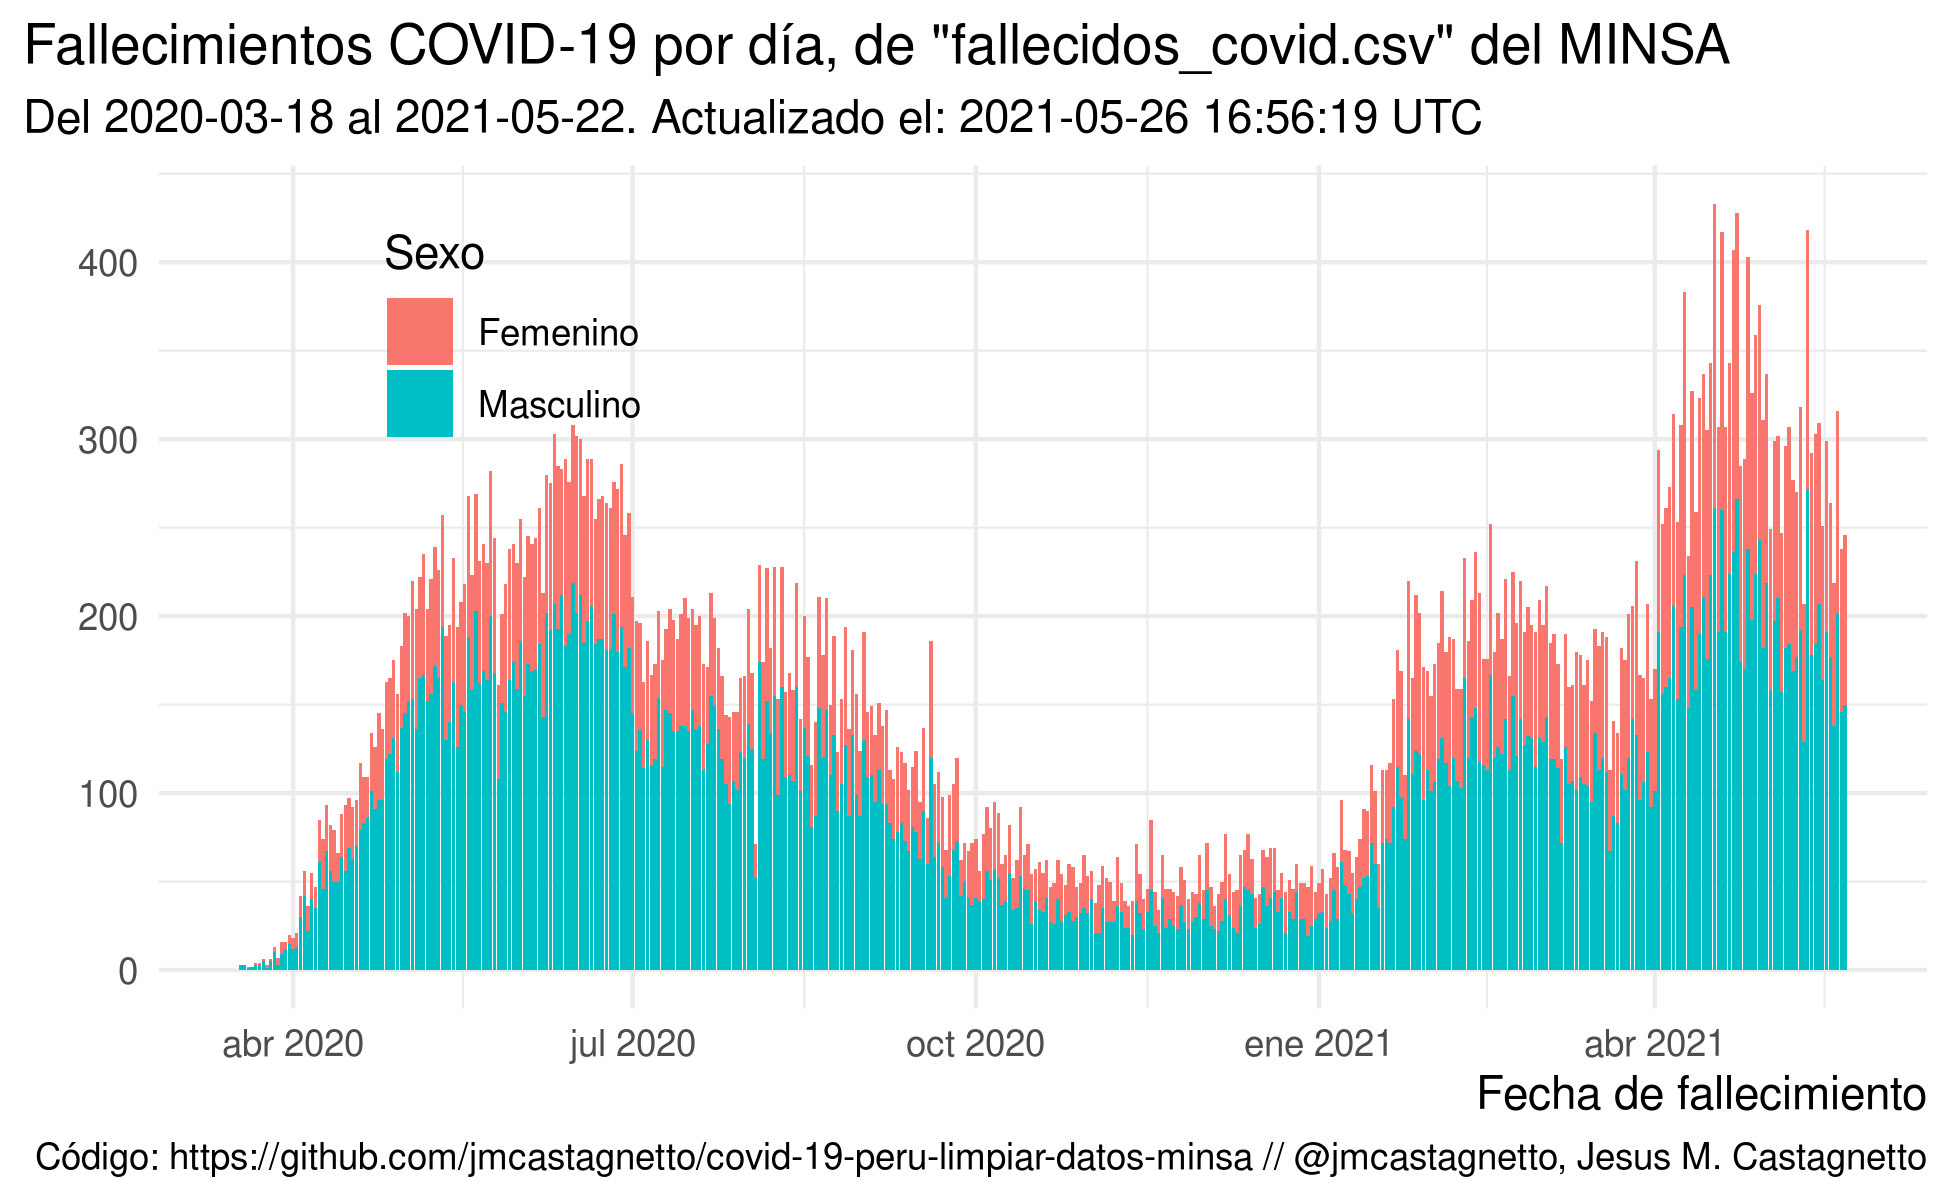 Fallecimientos COVID-19 por día, de "fallecidos_covid.csv" del MINSA
Del 2020-03-18 al 2021-05-22. Actualizado el: 2021-05-26 16:56:19 UTC
Sexo
Femenino
Masculino
400
300
200
100
0
abr 2020 jul 2020 oct 2020 ene 2021 abr 2021
Fecha de fallecimiento
Código: https://github.com/jmcastagnetto/covid-19-peru-limpiar-datos-minsa // @jmcastagnetto, Jesus M. Castagnetto